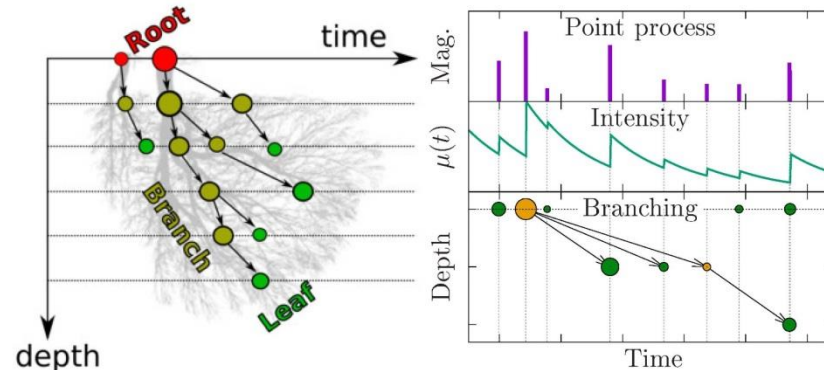 Root
time
Branch
Leaf
depth
Mag.
Point process
μ(t)
Intensity
Depth
Branching
Time